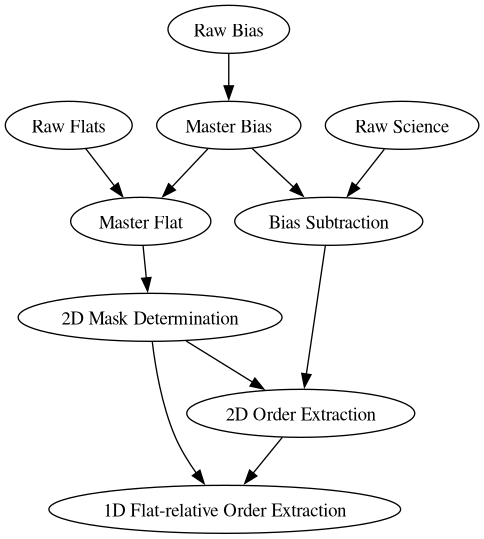 Raw Bias
Raw Flats
Master Bias
Raw Science
Master Flat
Bias Subtraction
2D Mask Determination
2D Order Extraction
1D Flat-relative Order Extraction